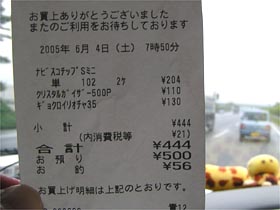 お買上ありがとうございました
またのご利用をお待ちしております
2005年 6月 4日(土) 7時50分
ナビスコチップSミニ
単 102 2ケ ¥204
クリスタルガイザー500P ¥110
ギョクロイリオチャ35 ¥130
小 計 ¥444
(内消費税等 ¥21)
合 計 ¥444
お 預 り ¥500
お 釣 ¥56
お買上げ明細は上記のとおりです。
責12